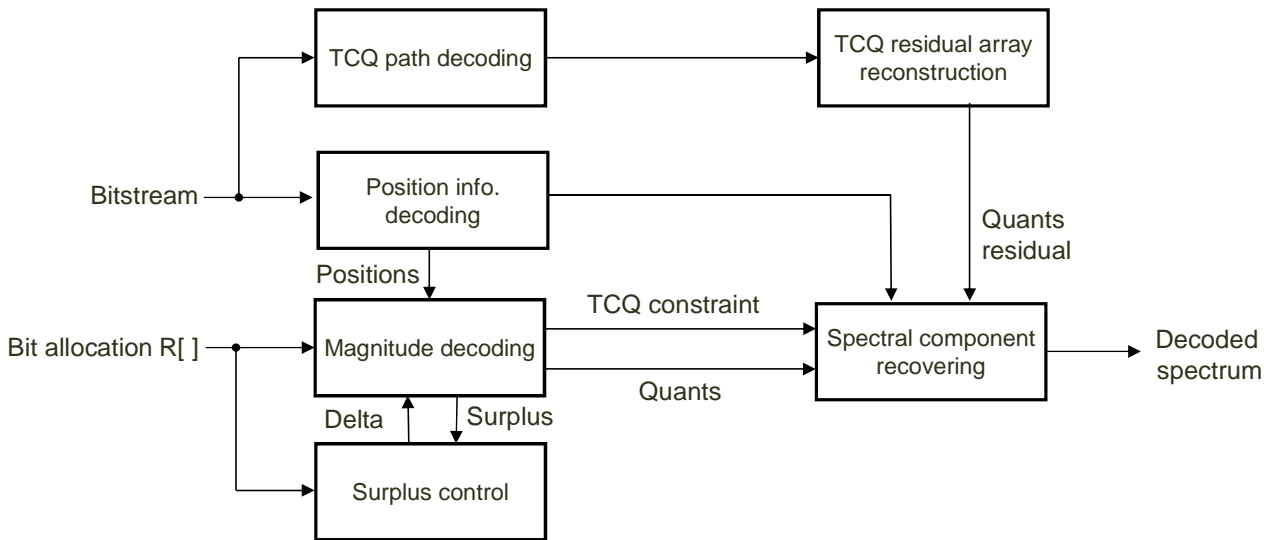 TCQ path decoding
TCQ residual array
reconstruction
Bitstream
Position info.
decoding
Quants
residual
Positions
TCQ constraint
Bit allocation R[ ]
Magnitude decoding
Spectral component
recovering
Decoded
spectrum
Quants
Delta
Surplus
Surplus control